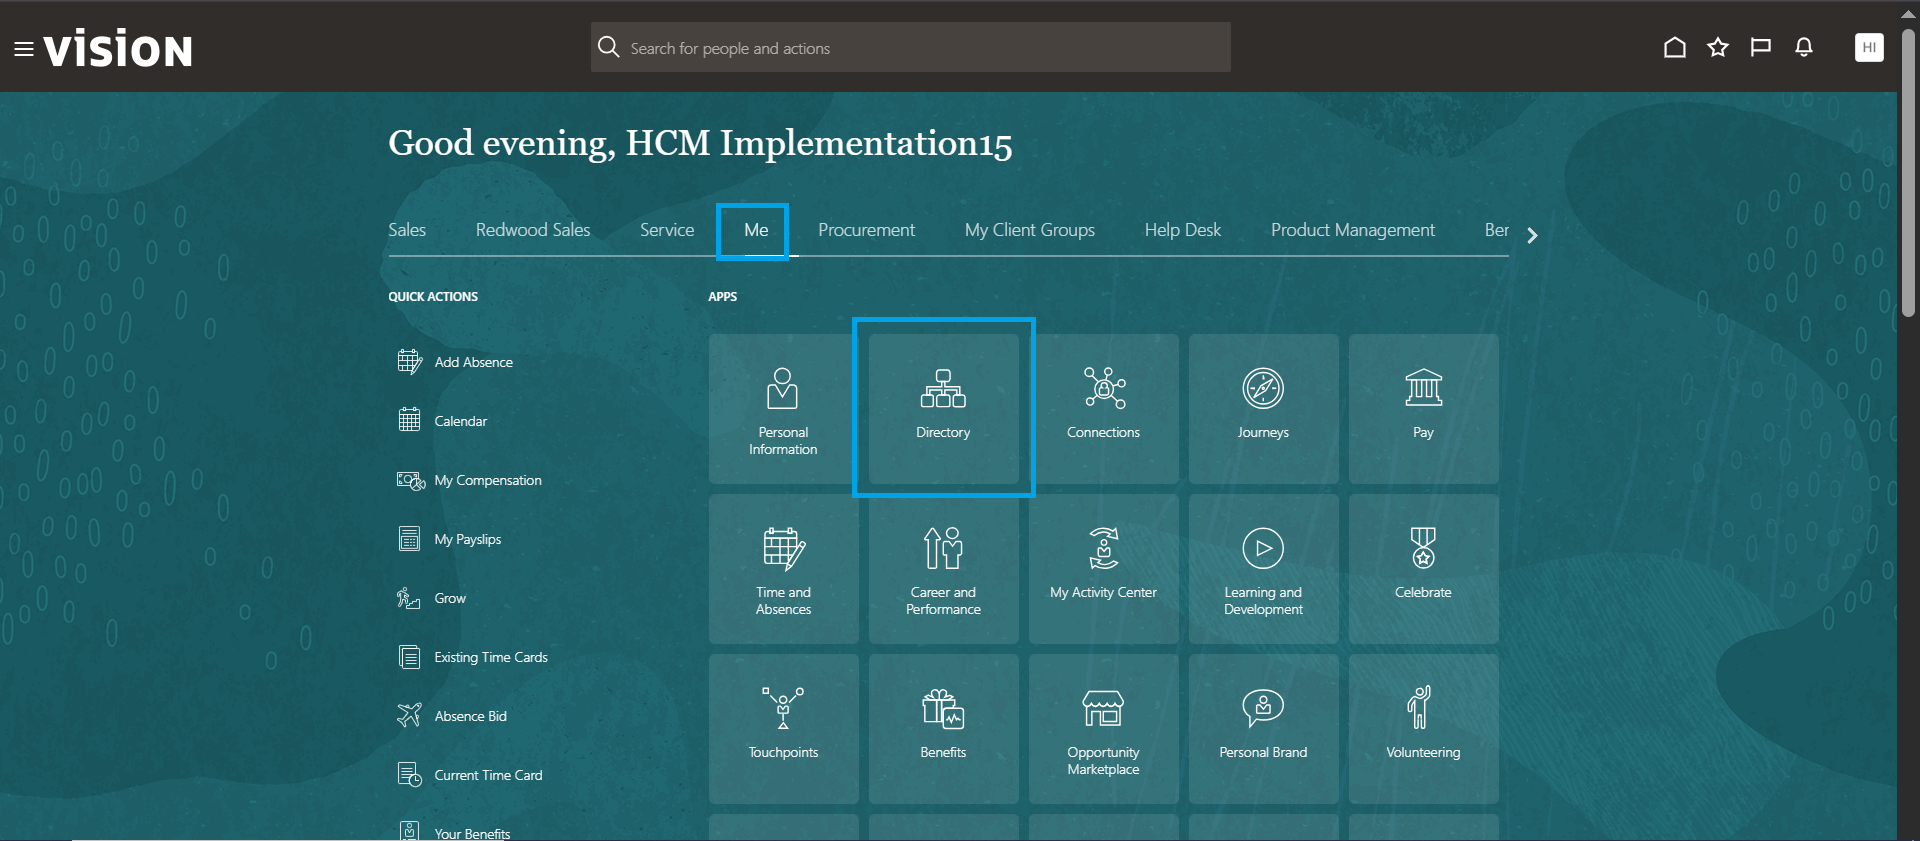 vision
Search for people and actions
HI
Good evening, HCM Implementation15
Sales
Redwood Sales
Service
Me
Procurement
My Client Groups
Help Desk
Product Management
Ber
QUICK ACTIONS
Add Absence
Calendar
My Compensation
My Payslips
Grow
Existing Time Cards
Absence Bid
Current Time Card
Your Benefits
APPS
Personal
Information
Directory
Connections
Journeys
Pay
Time and
Absences
Career and
Performance
My Activity Center
Learning and
Development
Celebrate
Touchpoints
Benefits
Opportunity
Marketplace
Personal Brand
Volunteering